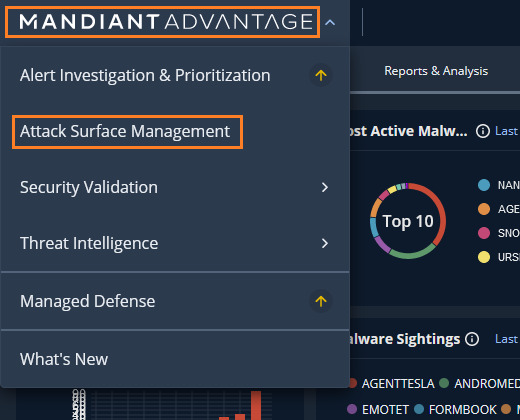 MANDIANT ADVANTAGE
Alert Investigation & Prioritization
Reports & Analysis
Attack Surface Management
ost Active Malw...
Last
Security Validation
NAN
Top 10
AGE
SNO
Threat Intelligence
URS
Managed Defense
alware Sightings
Last
What's New
AGENTTESLA
ANDROMED
EMOTET
FORMBOOK
M
90